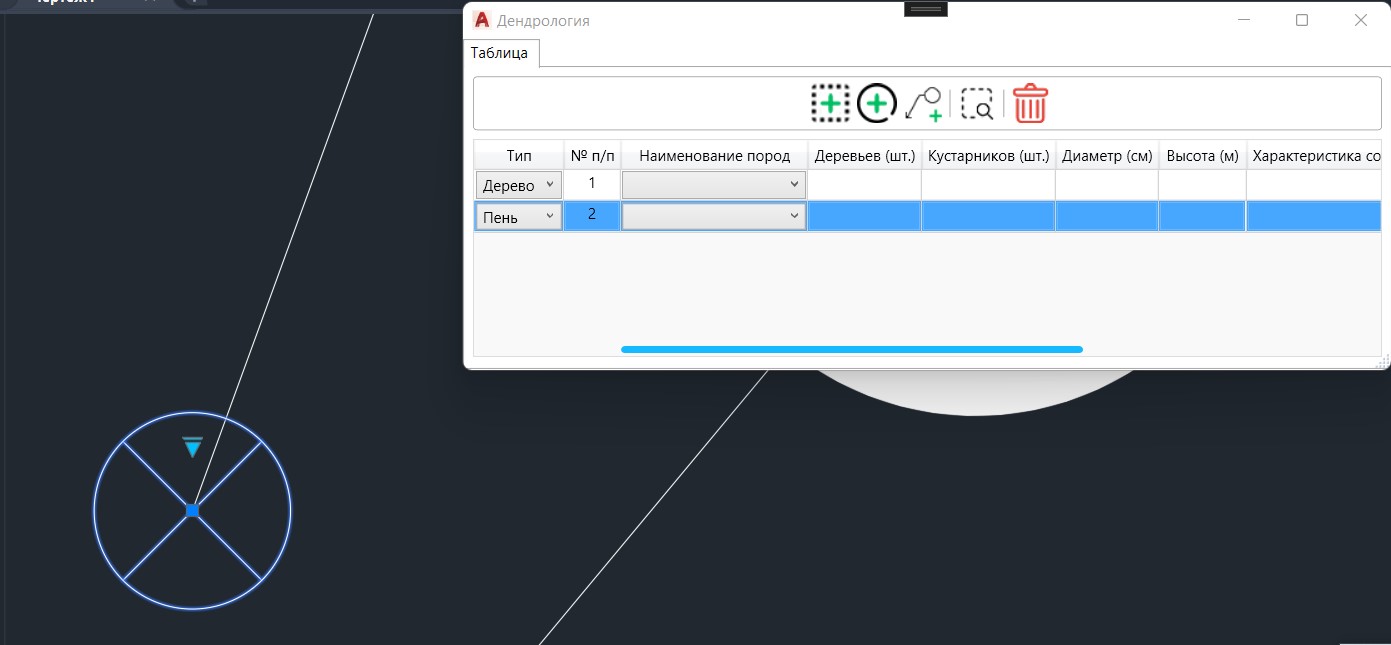 Дендрология
Таблица
Тип № п/п Наименование пород Деревьев (шт.) Кустарников (шт.) Диаметр (см) Высота (м) Характеристика со
Дерево 1
Пень 2